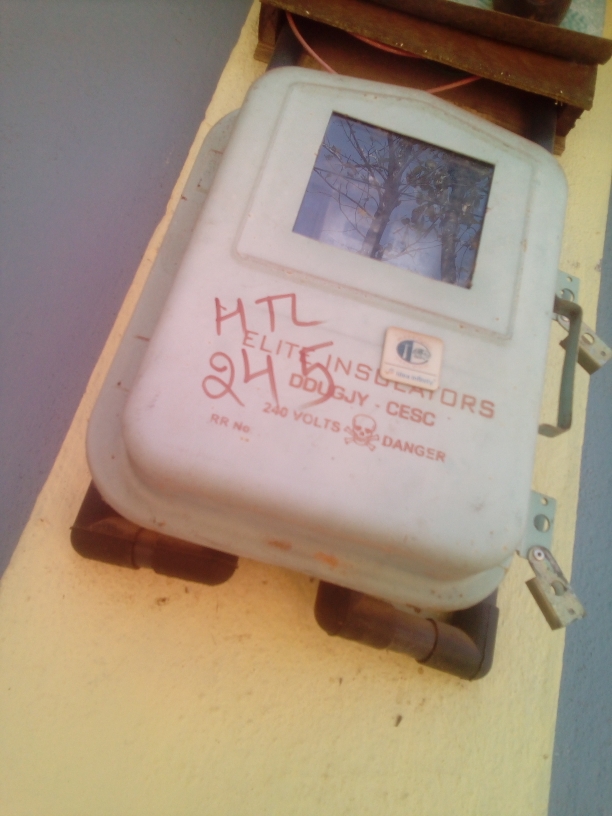 HTL
245
ELITE INSULATORS
DDUGJY - CESC
240 VOLTS DANGER
RR No.